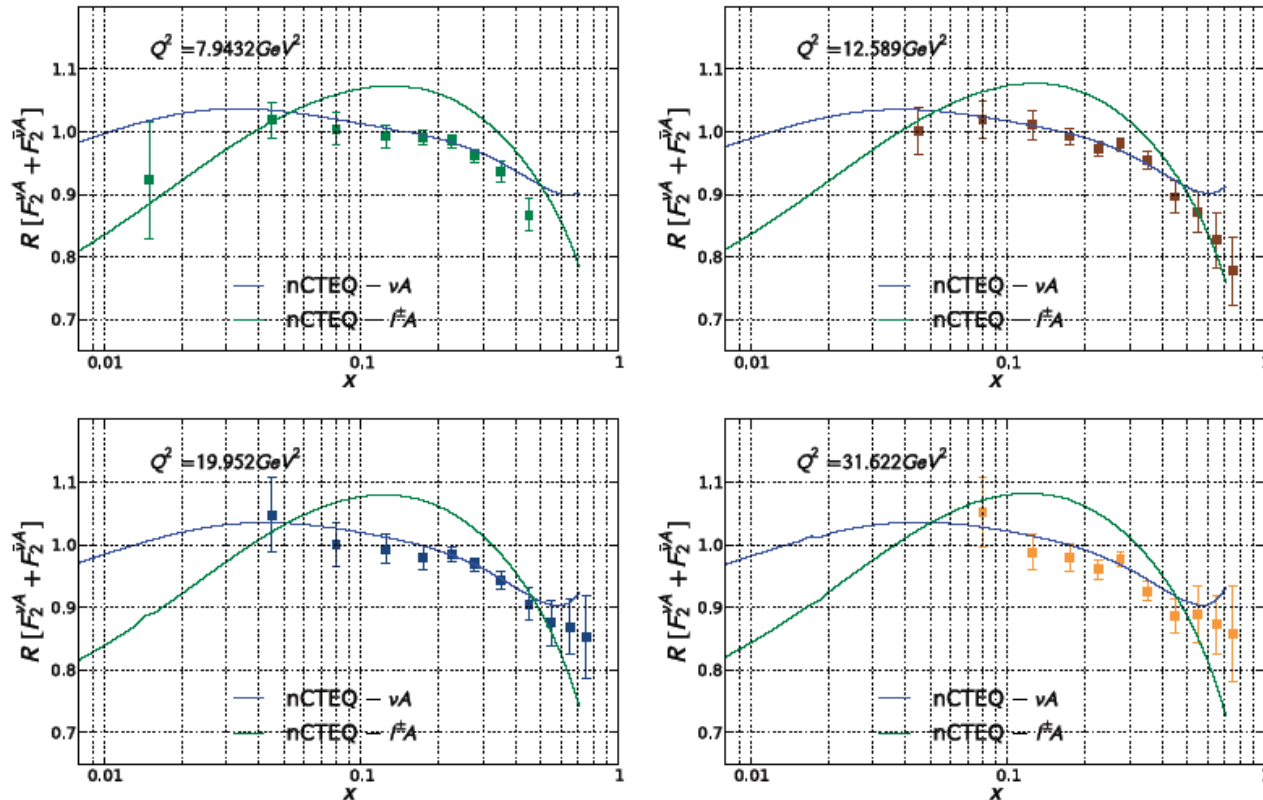 Q² =7.9432GeV²
R [F₂^νA + F₂^ν̄A]
1.1
1.0
0.9
0.8
0.7
nCTEQ − νA
nCTEQ − l^±A
0.01
0.1
1
x
Q² =12.589GeV²
R [F₂^νA + F₂^ν̄A]
1.1
1.0
0.9
0.8
0.7
nCTEQ − νA
nCTEQ − l^±A
0.01
0.1
1
x
Q² =19.952GeV²
R [F₂^νA + F₂^ν̄A]
1.1
1.0
0.9
0.8
0.7
nCTEQ − νA
nCTEQ − l^±A
0.01
0.1
1
x
Q² =31.622GeV²
R [F₂^νA + F₂^ν̄A]
1.1
1.0
0.9
0.8
0.7
nCTEQ − νA
nCTEQ − l^±A
0.01
0.1
1
x